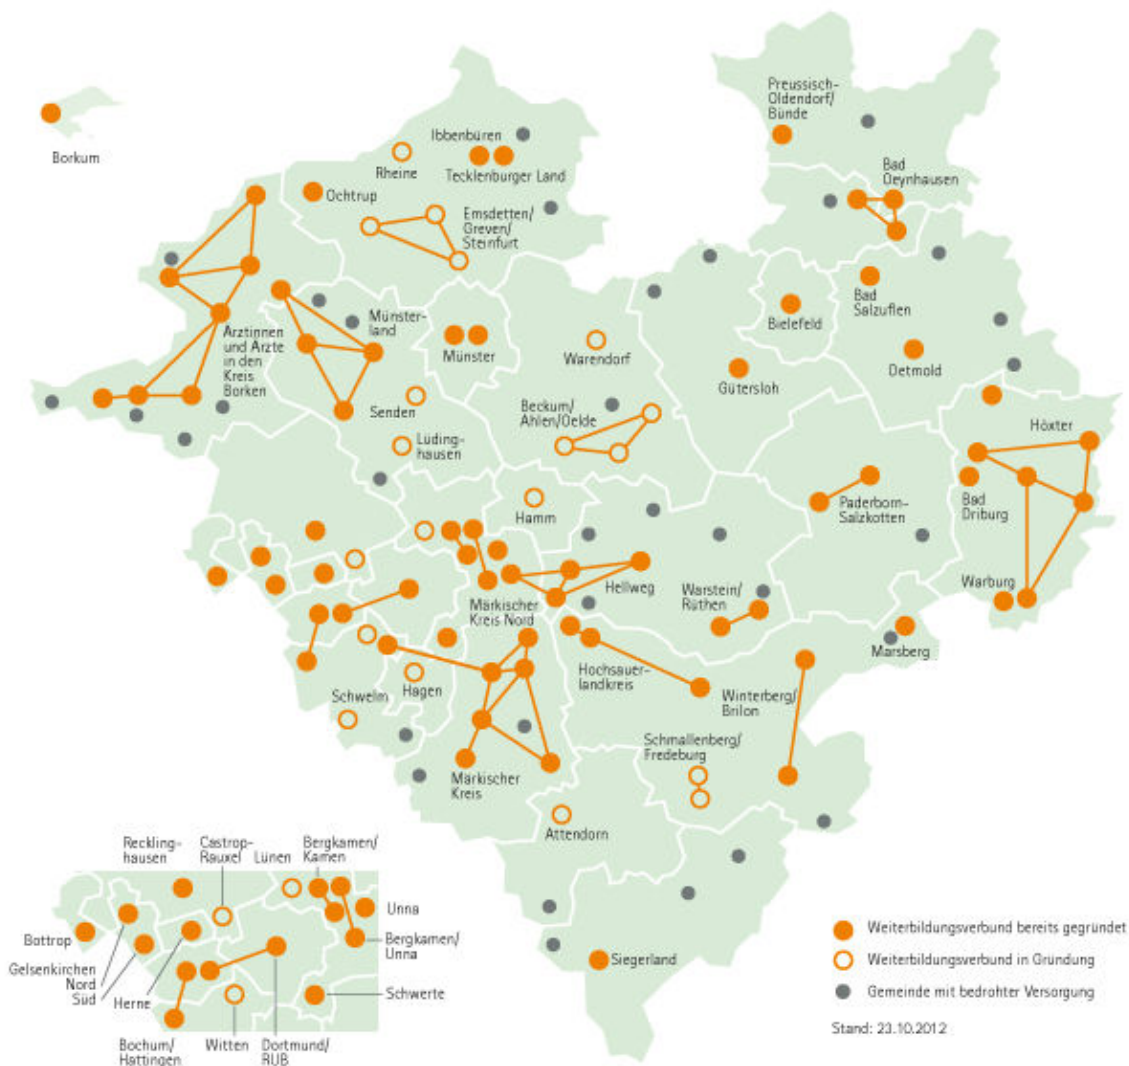 Preussisch-
Oldendorf/
Bünde
Borkum
Ibbenbüren
Rheine
Tecklenburger Land
Bad
Oeynhausen
Ochtrup
Emsdetten/
Greven/
Steinfurt
Bad
Salzuflen
Bielefeld
Münster-
land
Ärztinnen
und Ärzte
in den
Kreis
Borken
Münster
Warendorf
Gütersloh
Detmold
Senden
Beckum/
Ahlen/Oelde
Höxter
Lüding-
hausen
Hamm
Paderborn-
Salzkotten
Bad
Driburg
Warburg
Hellweg
Warstein/
Rüthen
Märkischer
Kreis Nord
Marsberg
Hochsauer-
landkreis
Hagen
Schwelm
Winterberg/
Brilon
Schmallenberg/
Fredeburg
Märkischer
Kreis
Attendorn
Siegerland
Reckling-
hausen
Castrop-
Rauxel
Lünen
Bergkamen/
Kamen
Unna
Bottrop
Bergkamen/
Unna
Gelsenkirchen
Nord
Süd
Herne
Schwerte
Bochum/
Hattingen
Witten
Dortmund/
RUB
Weiterbildungsverbund bereits gegründet
Weiterbildungsverbund in Gründung
Gemeinde mit bedrohter Versorgung
Stand: 23.10.2012